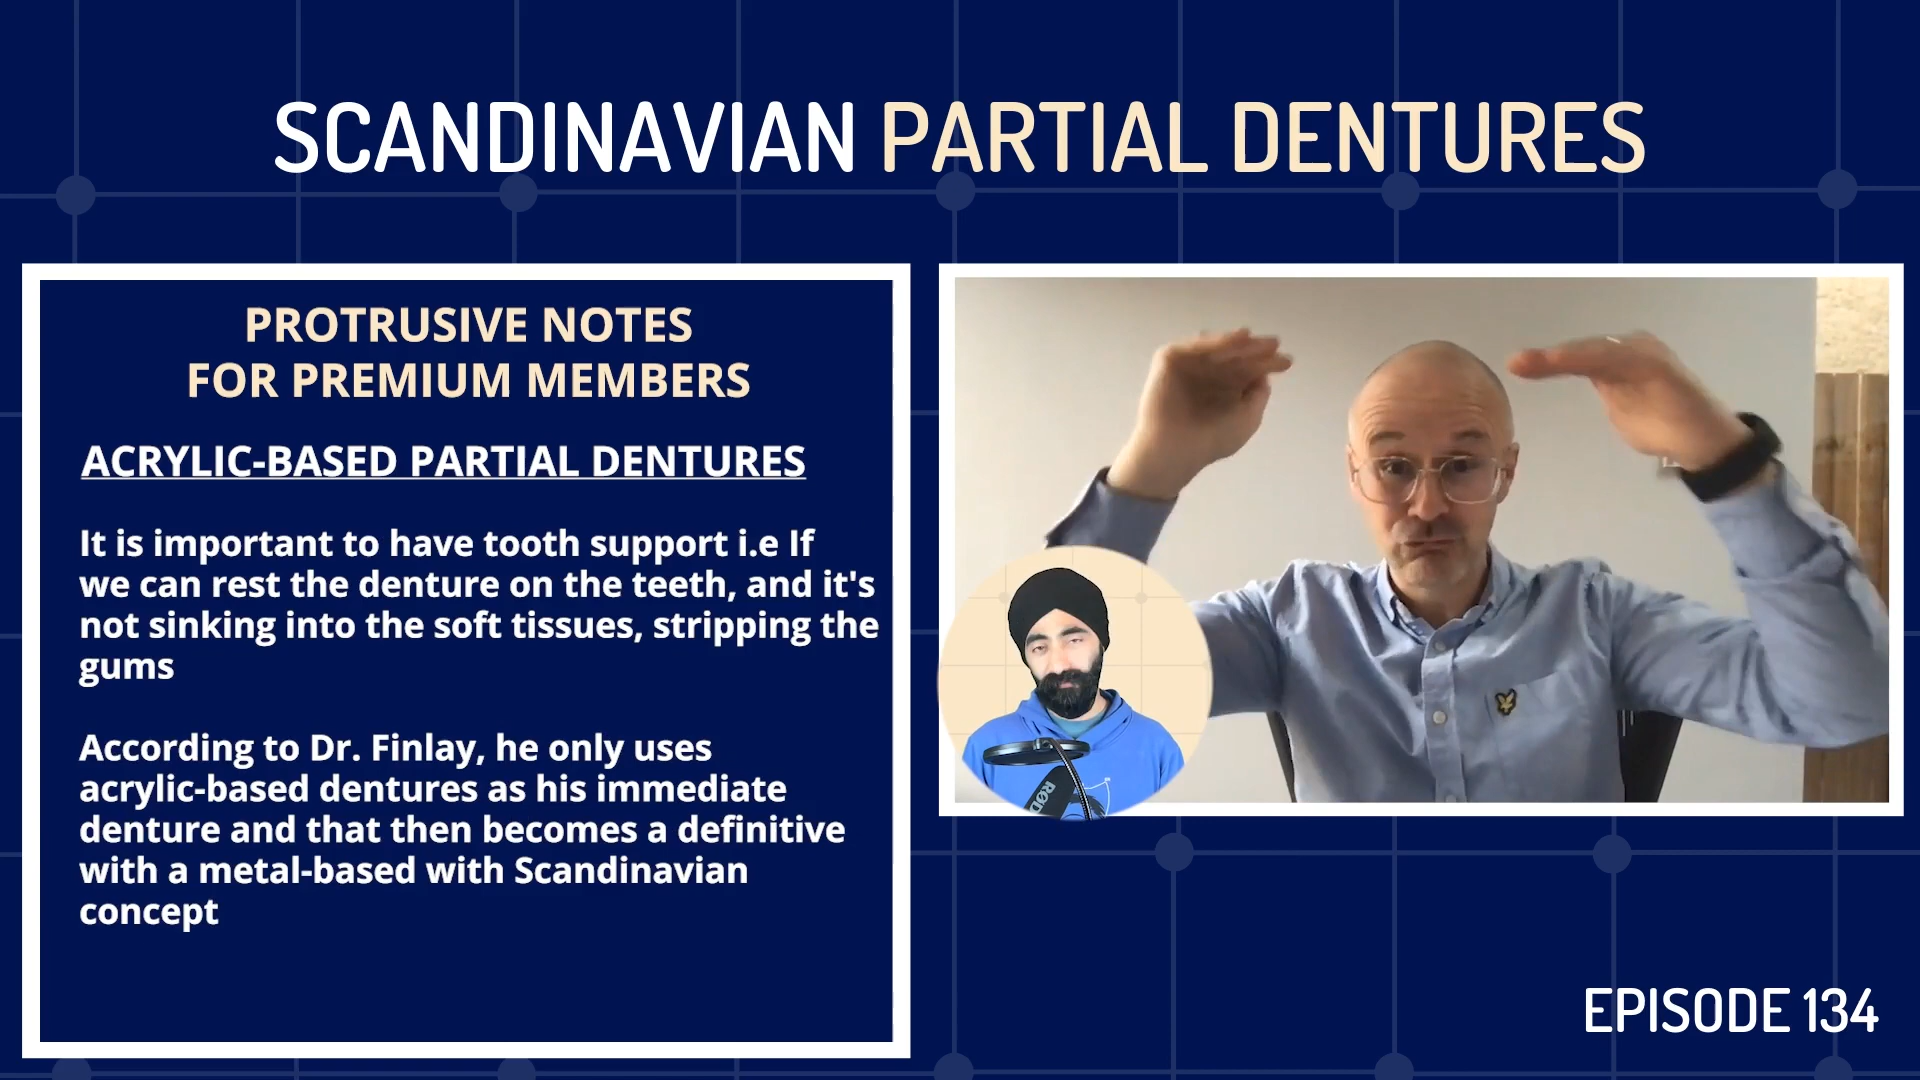 SCANDINAVIAN PARTIAL DENTURES
PROTRUSIVE NOTES
FOR PREMIUM MEMBERS
ACRYLIC-BASED PARTIAL DENTURES
It is important to have tooth support i.e If
we can rest the denture on the teeth, and it's
not sinking into the soft tissues, stripping the
gums
According to Dr. Finlay, he only uses
acrylic-based dentures as his immediate
denture and that then becomes a definitive
with a metal-based with Scandinavian
concept
RØDE
EPISODE 134